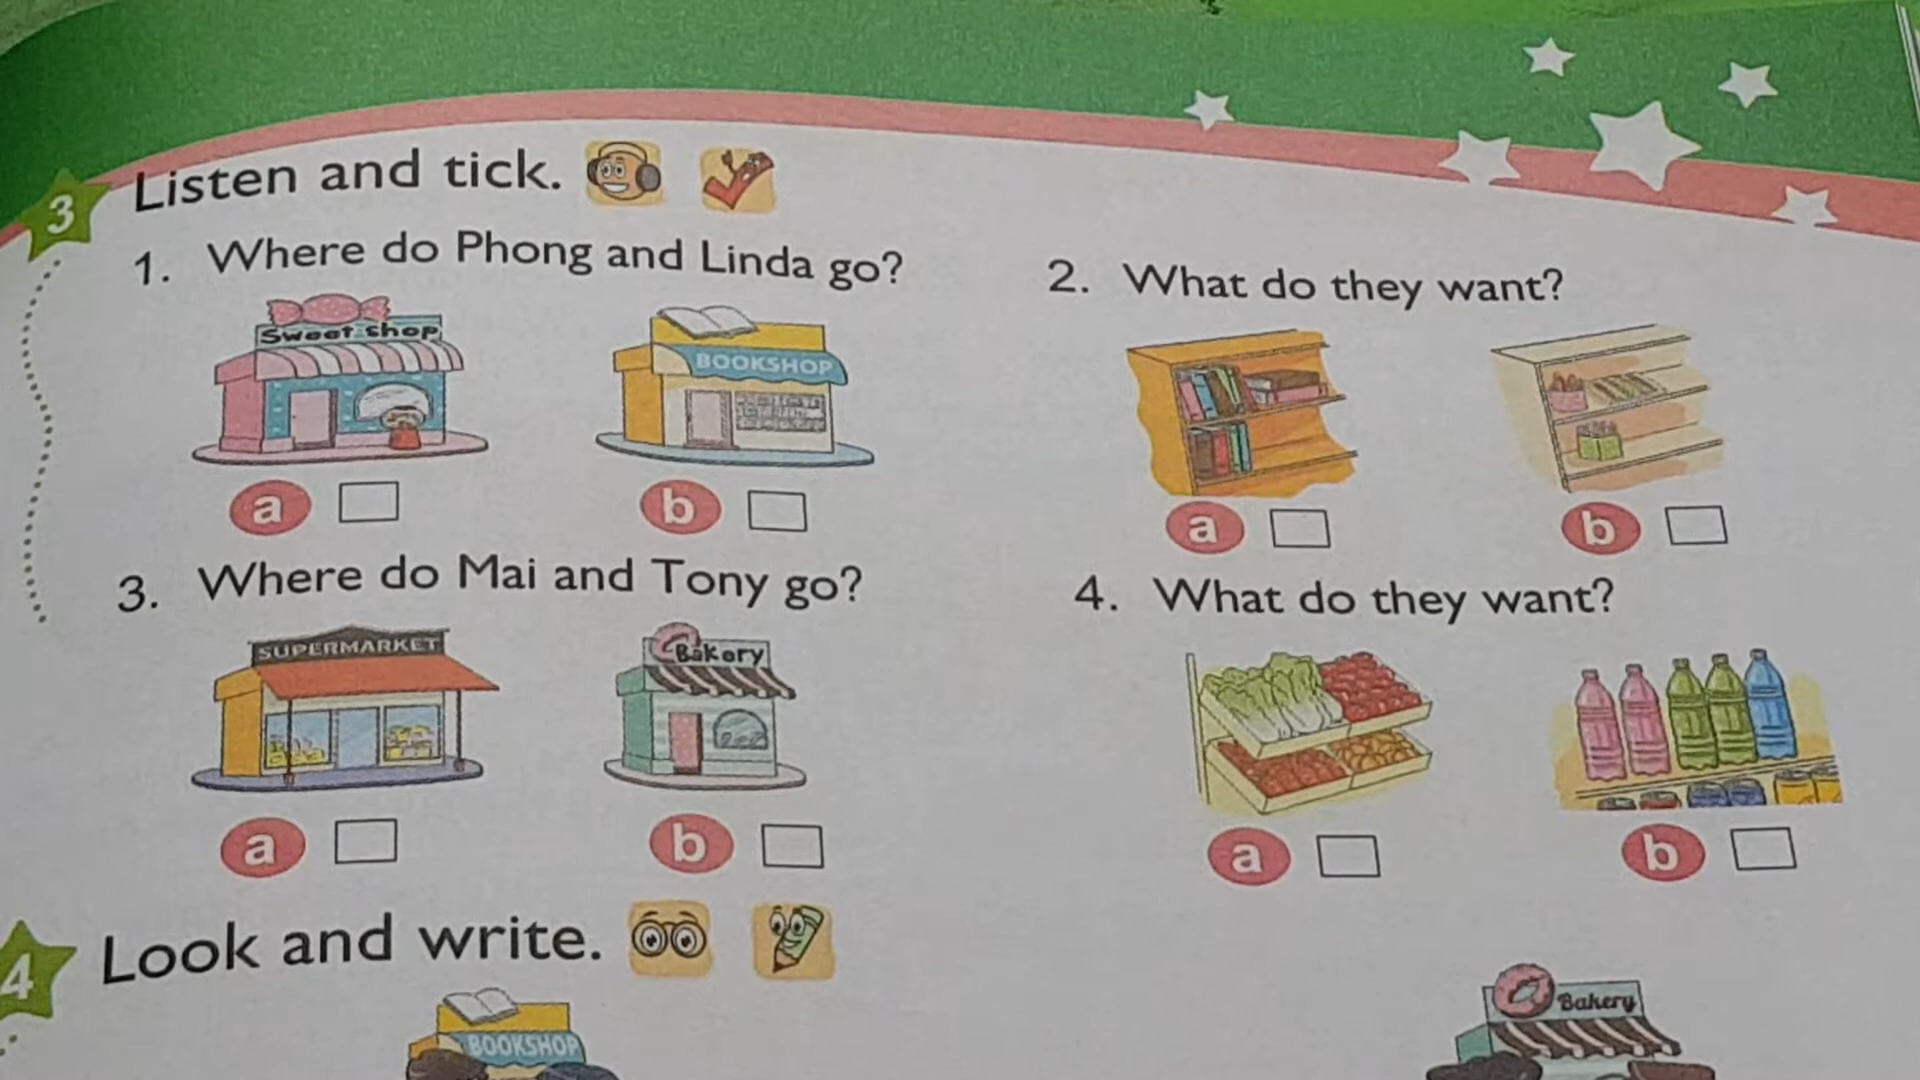 3 Listen and tick.
1. Where do Phong and Linda go?
Sweet shop
BOOKSHOP
a
b
2. What do they want?
a
b
3. Where do Mai and Tony go?
SUPERMARKET
Bakery
a
b
4. What do they want?
a
b
4 Look and write.
BOOKSHOP
Bakery